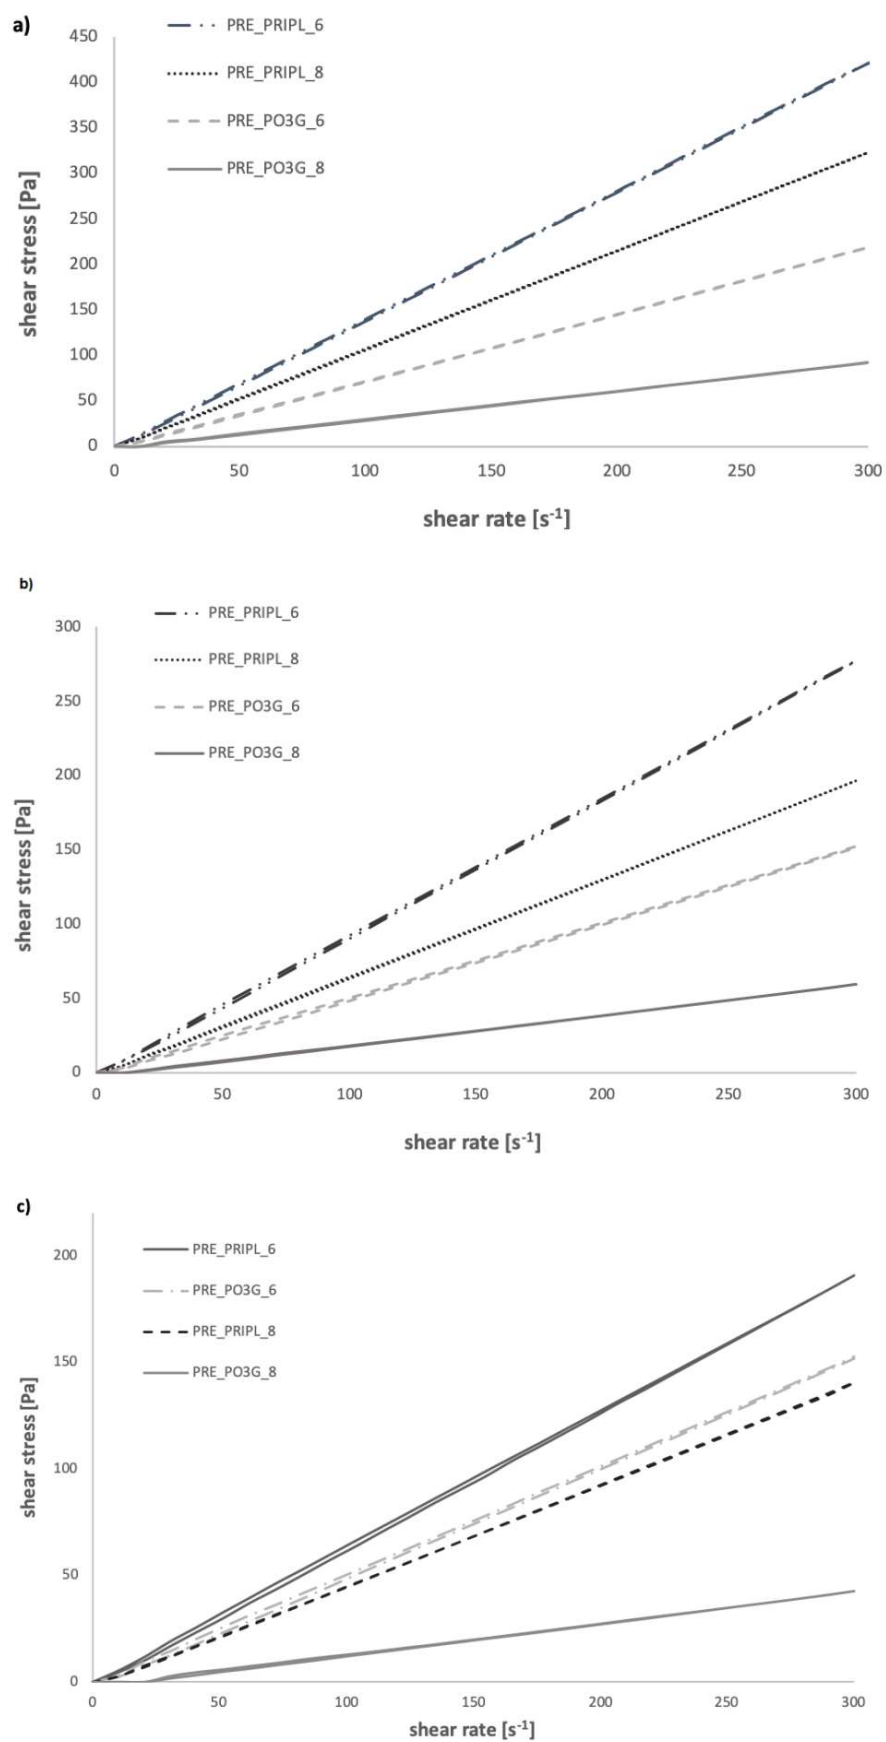 a)
PRE_PRIPL_6
PRE_PRIPL_8
PRE_PO3G_6
PRE_PO3G_8
450
400
350
300
250
200
150
100
50
0
shear stress [Pa]
0 50 100 150 200 250 300
shear rate [s⁻¹]
b)
PRE_PRIPL_6
PRE_PRIPL_8
PRE_PO3G_6
PRE_PO3G_8
300
250
200
150
100
50
0
shear stress [Pa]
0 50 100 150 200 250 300
shear rate [s⁻¹]
c)
PRE_PRIPL_6
PRE_PO3G_6
PRE_PRIPL_8
PRE_PO3G_8
200
150
100
50
0
shear stress [Pa]
0 50 100 150 200 250 300
shear rate [s⁻¹]